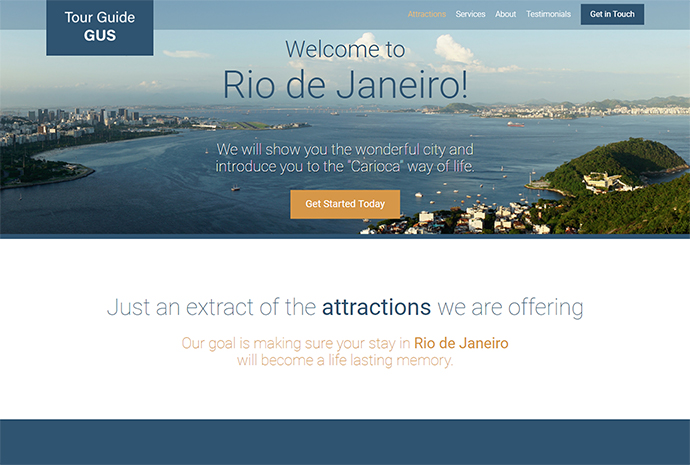 Tour Guide
GUS
Attractions Services About Testimonials Get in Touch
Welcome to
Rio de Janeiro!
We will show you the wonderful city and
introduce you to the "Carioca" way of life.
Get Started Today
Just an extract of the attractions we are offering
Our goal is making sure your stay in Rio de Janeiro
will become a life lasting memory.